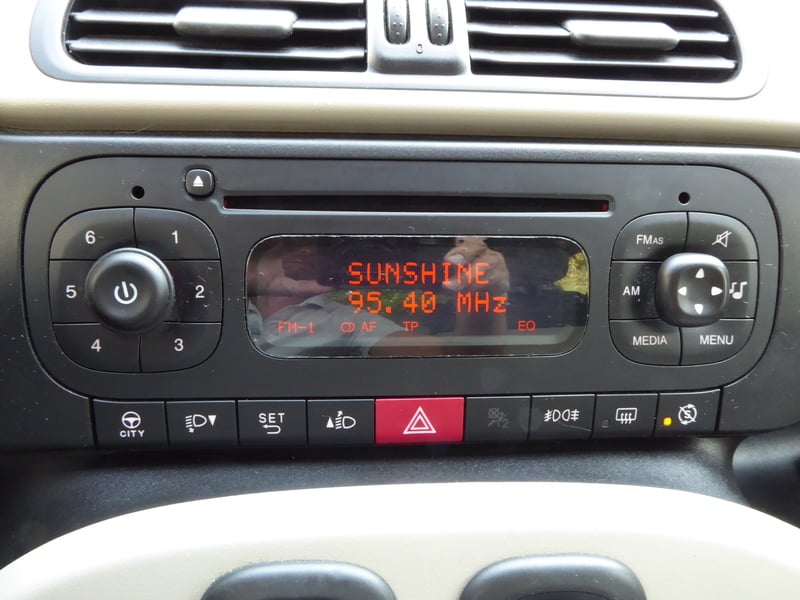 6 1
5 2
4 3
SUNSHINE
95.40 MHz
FM-1 AF TP EQ
FMAS
AM
MEDIA MENU
CITY
SET
0